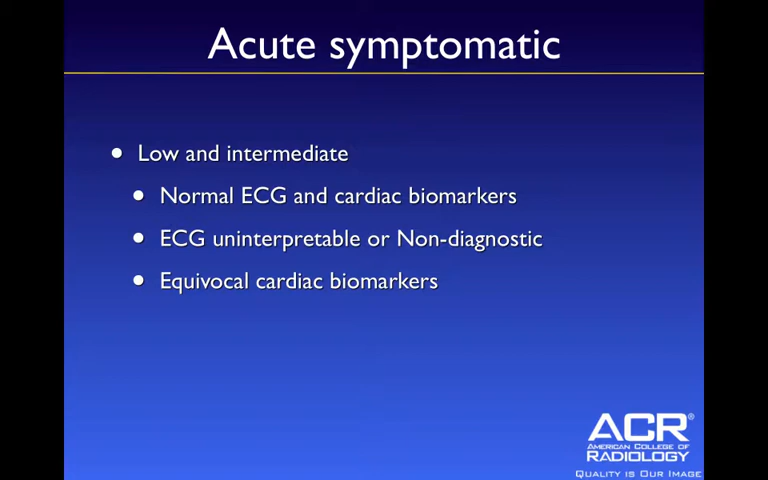 Acute symptomatic
• Low and intermediate
• Normal ECG and cardiac biomarkers
• ECG uninterpretable or Non-diagnostic
• Equivocal cardiac biomarkers
ACR®
AMERICAN COLLEGE OF
RADIOLOGY
QUALITY IS OUR IMAGE